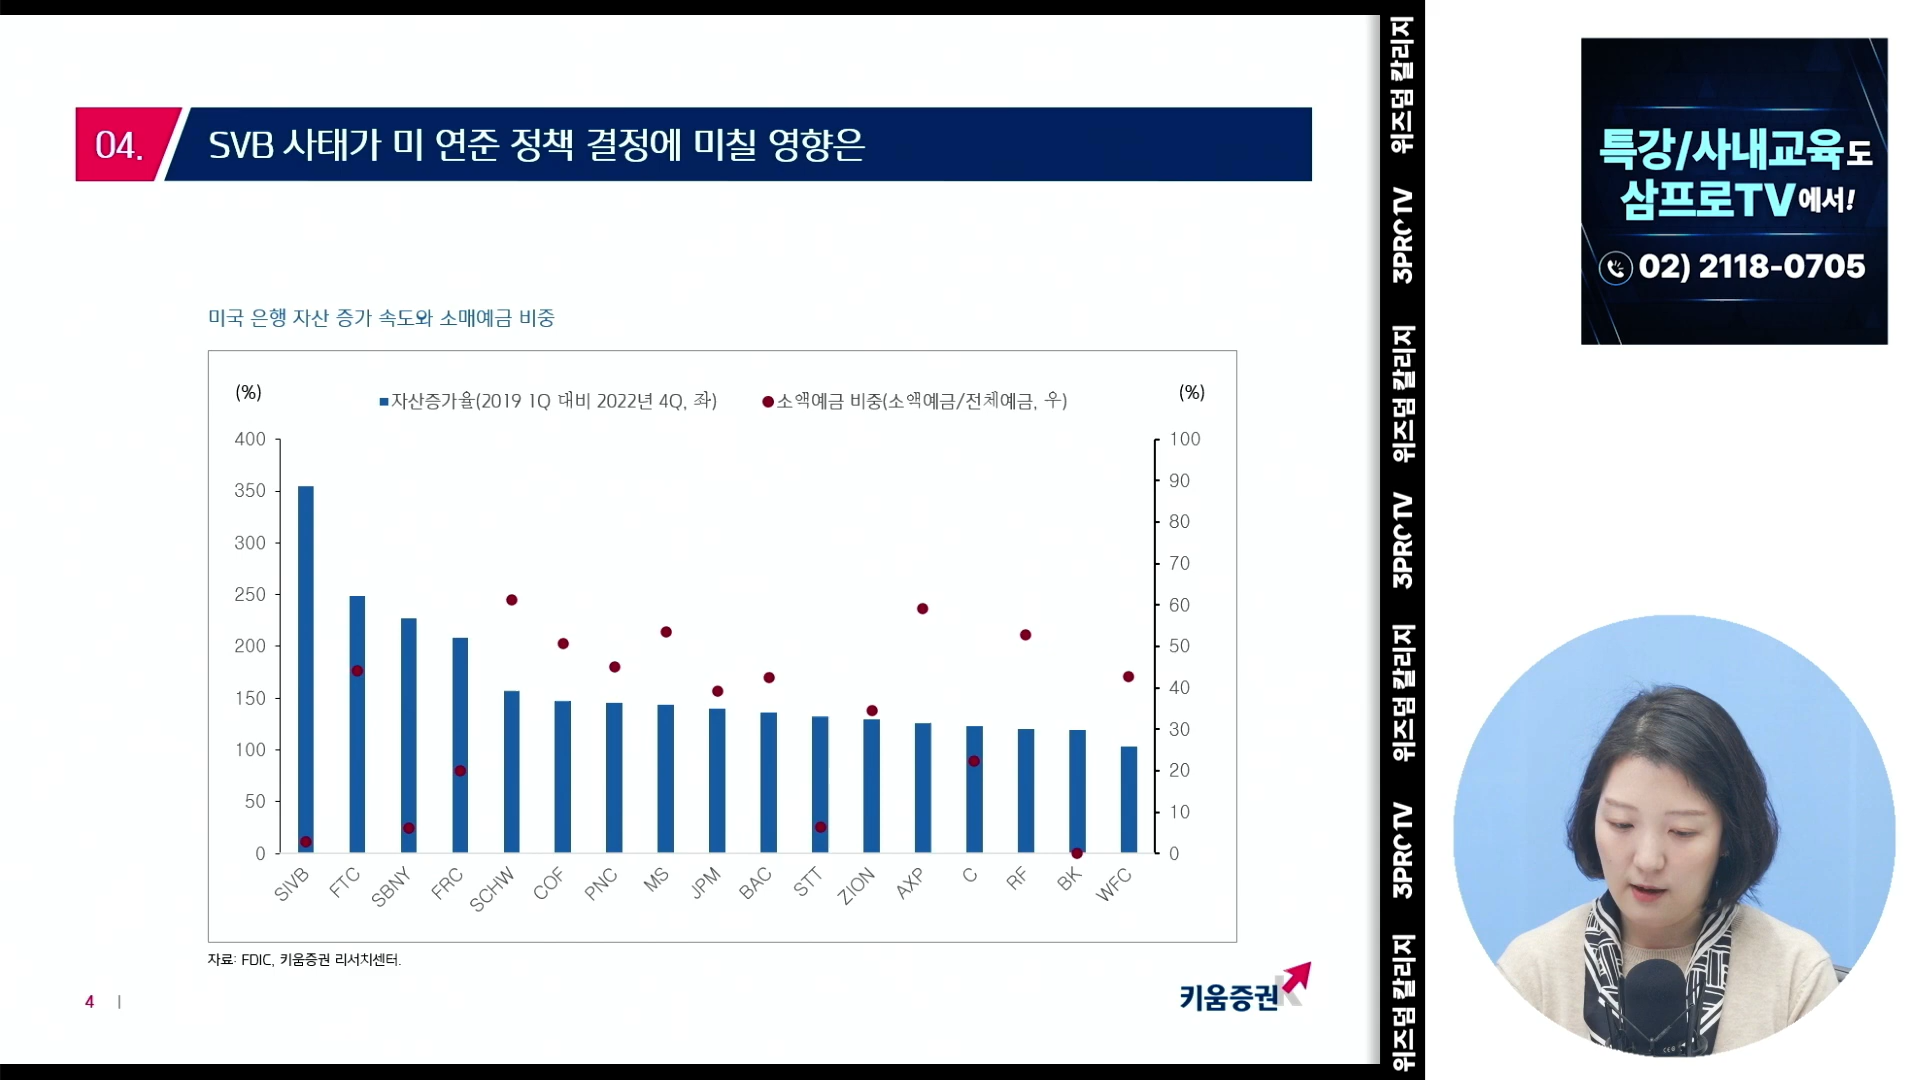 04.
SVB 사태가 미 연준 정책 결정에 미칠 영향은
미국 은행 자산 증가 속도와 소매예금 비중
(%)
(%)
자산증가율(2019 1Q 대비 2022년 4Q, 좌)
소액예금 비중(소액예금/전체예금, 우)
400
350
300
250
200
150
100
50
0
100
90
80
70
60
50
40
30
20
10
0
SIVB
FTC
SBNY
FRC
SCHW
COF
PNC
MS
JPM
BAC
STT
ZION
AXP
C
RF
BK
WFC
자료: FDIC, 키움증권 리서치센터.
4 |
키움증권
위즈덤 칼리지
3PROTV
위즈덤 칼리지
3PROTV
위즈덤 칼리지
3PROTV
위즈덤 칼리지
특강/사내교육도
삼프로TV에서!
02) 2118-0705